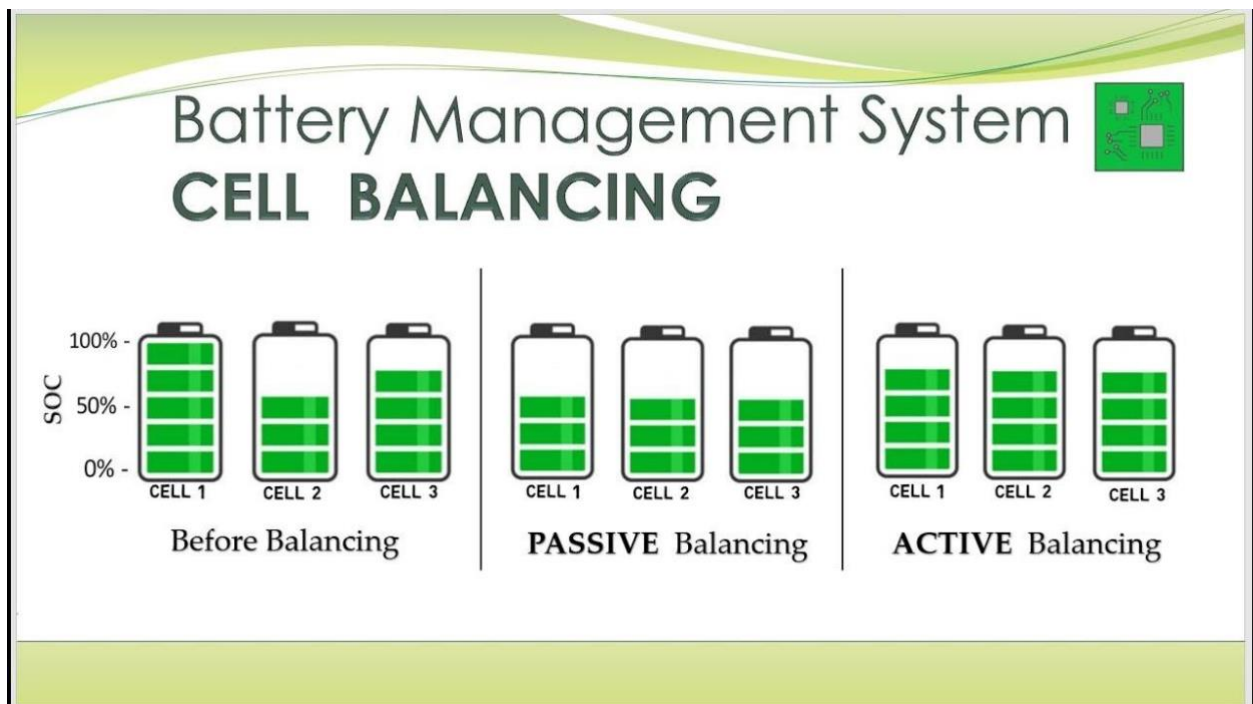 Battery Management System
CELL BALANCING
100% -
SOC
50% -
0% -
CELL 1
CELL 2
CELL 3
Before Balancing
CELL 1
CELL 2
CELL 3
PASSIVE Balancing
CELL 1
CELL 2
CELL 3
ACTIVE Balancing